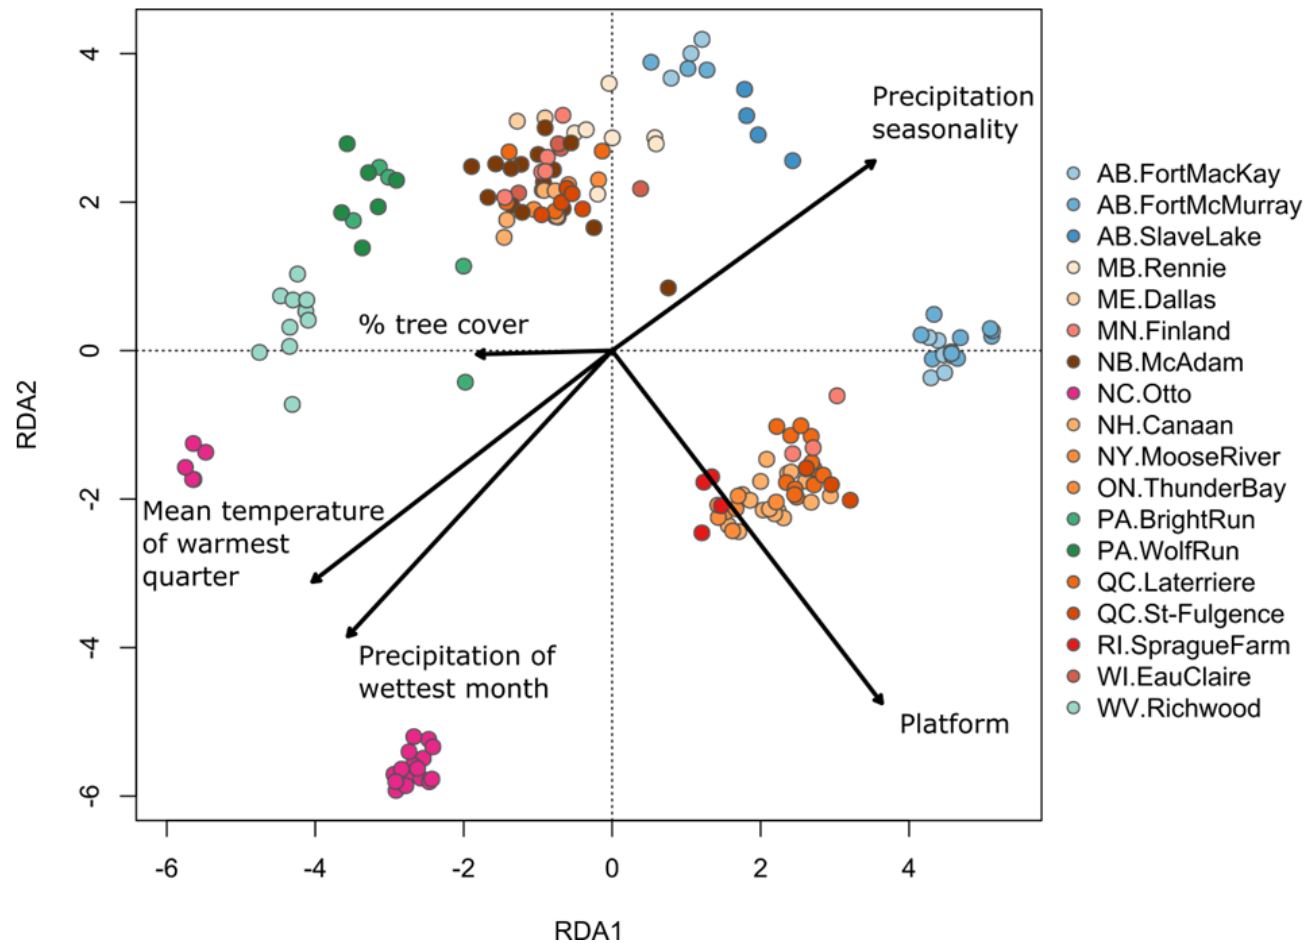 4
2
0
-2
-4
-6
RDA2
Precipitation
seasonality
% tree cover
Mean temperature
of warmest
quarter
Precipitation of
wettest month
Platform
-6
-4
-2
0
2
4
RDA1
AB.FortMacKay
AB.FortMcMurray
AB.SlaveLake
MB.Rennie
ME.Dallas
MN.Finland
NB.McAdam
NC.Otto
NH.Canaan
NY.MooseRiver
ON.ThunderBay
PA.BrightRun
PA.WolfRun
QC.Laterriere
QC.St-Fulgence
RI.SpragueFarm
WI.EauClaire
WV.Richwood